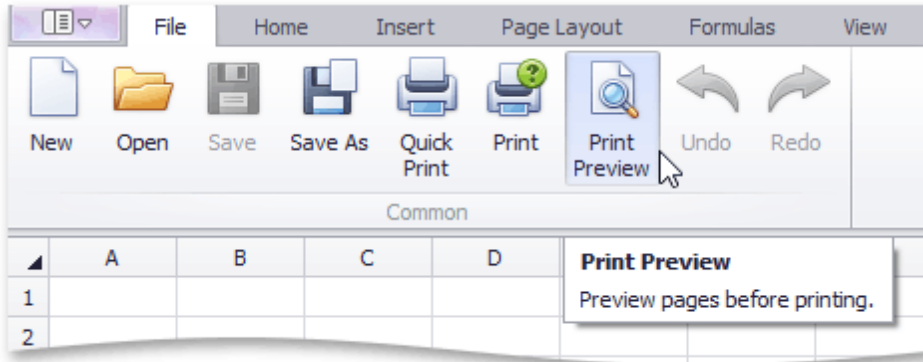 File Home Insert Page Layout Formulas View
New Open Save Save As Quick Print Print Print Preview Undo Redo
Common
A B C D
Print Preview
1
Preview pages before printing.
2